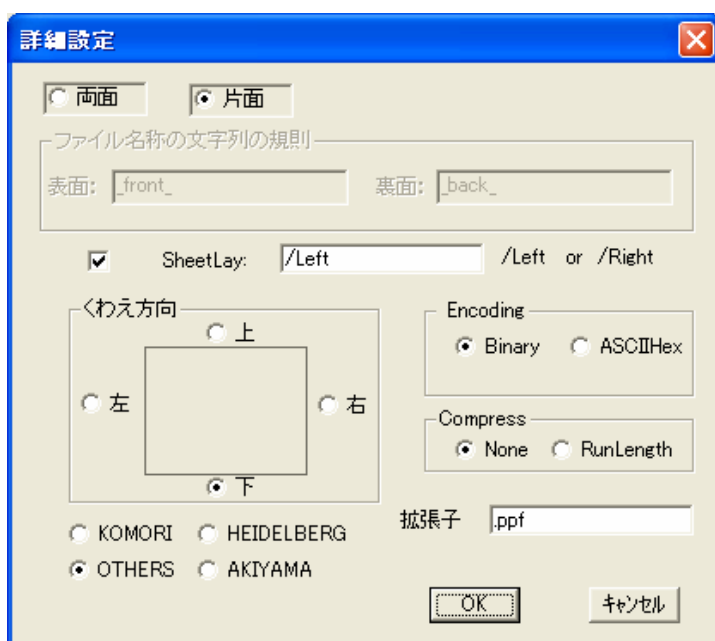 詳細設定
両面 片面
ファイル名称の文字列の規則
表面: _front_ 裏面: _back_
SheetLay: /Left /Left or /Right
くわえ方向
上
左 右
下
Encoding
Binary ASCIIHex
Compress
None RunLength
KOMORI HEIDELBERG
OTHERS AKIYAMA
拡張子 .ppf
OK キャンセル